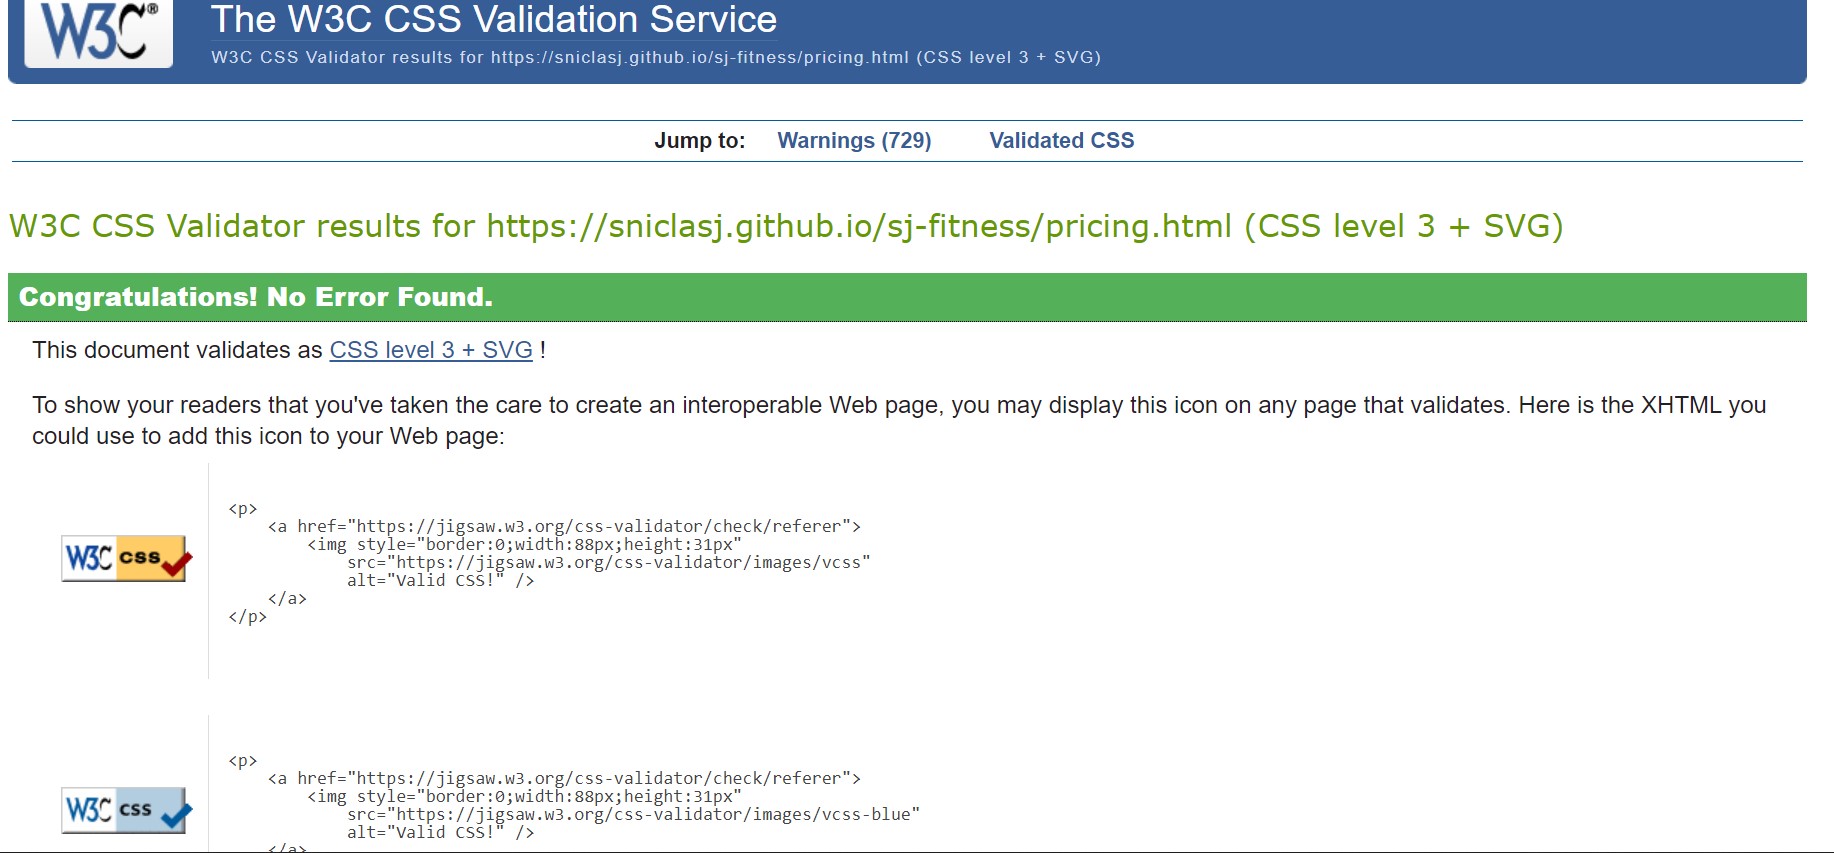 W3C®
The W3C CSS Validation Service
W3C CSS Validator results for https://sniclasj.github.io/sj-fitness/pricing.html (CSS level 3 + SVG)
Jump to: Warnings (729) Validated CSS
W3C CSS Validator results for https://sniclasj.github.io/sj-fitness/pricing.html (CSS level 3 + SVG)
Congratulations! No Error Found.
This document validates as CSS level 3 + SVG !
To show your readers that you've taken the care to create an interoperable Web page, you may display this icon on any page that validates. Here is the XHTML you
could use to add this icon to your Web page:
W3C css
<p>
    <a href="https://jigsaw.w3.org/css-validator/check/referer">
        <img style="border:0;width:88px;height:31px"
            src="https://jigsaw.w3.org/css-validator/images/vcss"
            alt="Valid CSS!" />
    </a>
</p>
W3C css
<p>
    <a href="https://jigsaw.w3.org/css-validator/check/referer">
        <img style="border:0;width:88px;height:31px"
            src="https://jigsaw.w3.org/css-validator/images/vcss-blue"
            alt="Valid CSS!" />
    </a>